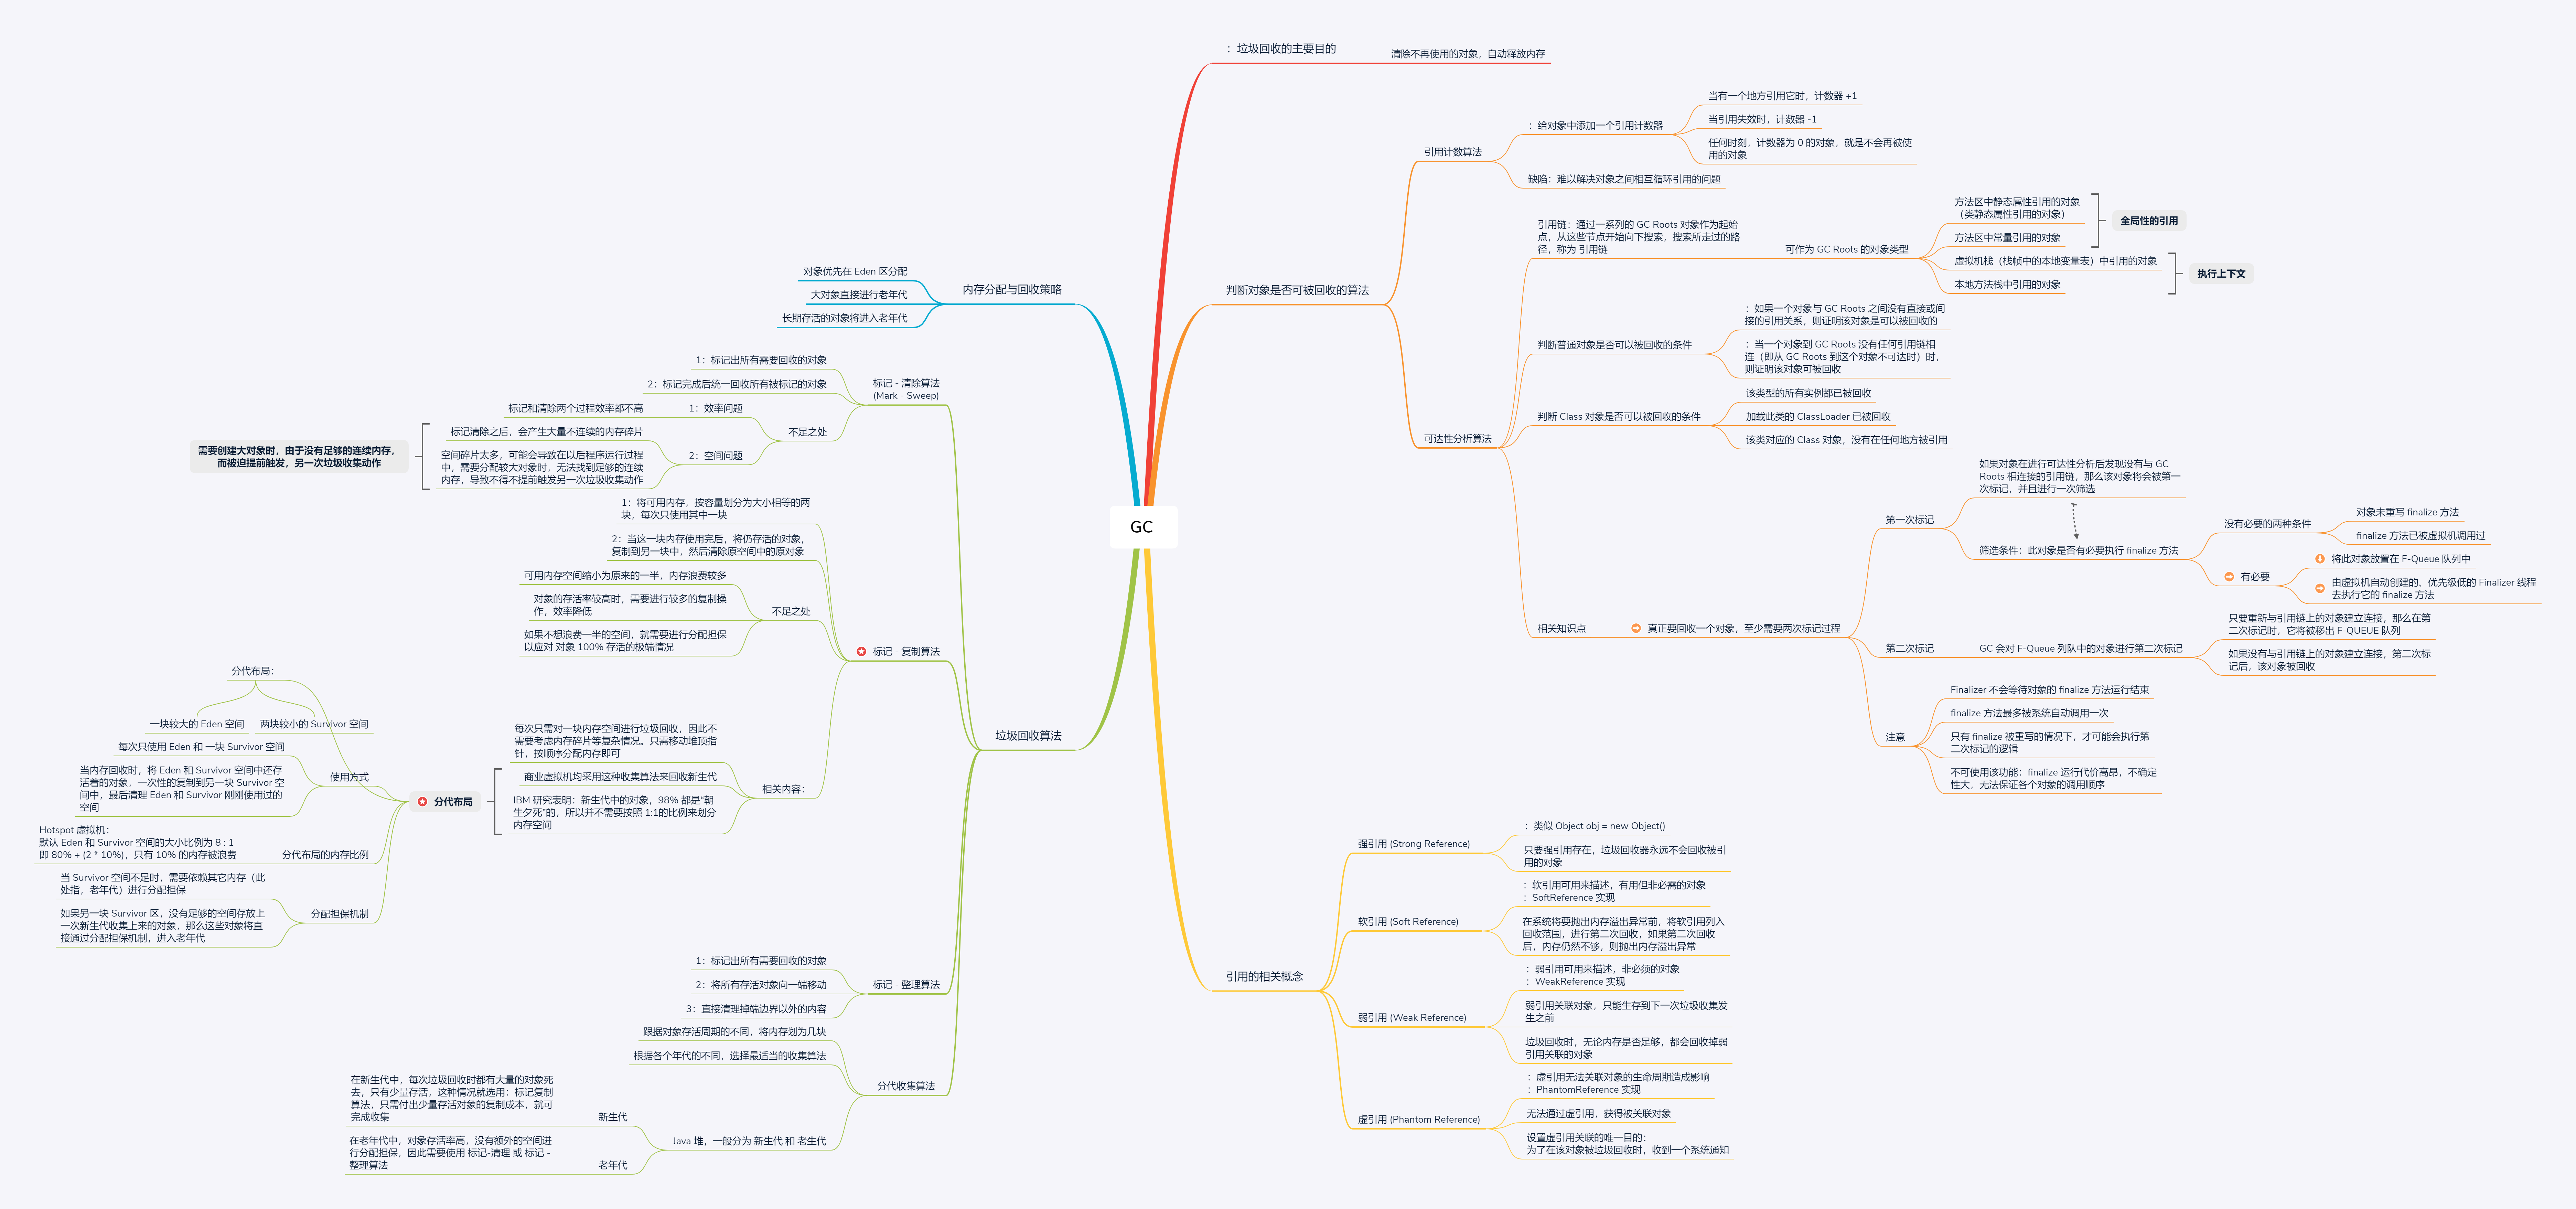 GC
：垃圾回收的主要目的
清除不再使用的对象，自动释放内存
判断对象是否可被回收的算法
引用计数算法
：给对象中添加一个引用计数器
当有一个地方引用它时，计数器 +1
当引用失效时，计数器 -1
任何时刻，计数器为 0 的对象，就是不会再被使
用的对象
缺陷：难以解决对象之间相互循环引用的问题
可达性分析算法
引用链：通过一系列的 GC Roots 对象作为起始
点，从这些节点开始向下搜索，搜索所走过的路
径，称为 引用链
可作为 GC Roots 的对象类型
方法区中静态属性引用的对象
（类静态属性引用的对象）
方法区中常量引用的对象
全局性的引用
虚拟机栈（栈帧中的本地变量表）中引用的对象
本地方法栈中引用的对象
执行上下文
判断普通对象是否可以被回收的条件
：如果一个对象与 GC Roots 之间没有直接或间
接的引用关系，则证明该对象是可以被回收的
：当一个对象到 GC Roots 没有任何引用链相
连（即从 GC Roots 到这个对象不可达时）时，
则证明该对象可被回收
判断 Class 对象是否可以被回收的条件
该类型的所有实例都已被回收
加载此类的 ClassLoader 已被回收
该类对应的 Class 对象，没有在任何地方被引用
相关知识点
真正要回收一个对象，至少需要两次标记过程
第一次标记
如果对象在进行可达性分析后发现没有与 GC
Roots 相连接的引用链，那么该对象将会被第一
次标记，并且进行一次筛选
筛选条件：此对象是否有必要执行 finalize 方法
没有必要的两种条件
对象未重写 finalize 方法
finalize 方法已被虚拟机调用过
有必要
将此对象放置在 F-Queue 队列中
由虚拟机自动创建的、优先级低的 Finalizer 线程
去执行它的 finalize 方法
第二次标记
GC 会对 F-Queue 列队中的对象进行第二次标记
只要重新与引用链上的对象建立连接，那么在第
二次标记时，它将被移出 F-QUEUE 队列
如果没有与引用链上的对象建立连接，第二次标
记后，该对象被回收
注意
Finalizer 不会等待对象的 finalize 方法运行结束
finalize 方法最多被系统自动调用一次
只有 finalize 被重写的情况下，才可能会执行第
二次标记的逻辑
不可使用该功能：finalize 运行代价高昂，不确定
性大，无法保证各个对象的调用顺序
引用的相关概念
强引用 (Strong Reference)
：类似 Object obj = new Object()
只要强引用存在，垃圾回收器永远不会回收被引
用的对象
软引用 (Soft Reference)
：软引用可用来描述，有用但非必需的对象
：SoftReference 实现
在系统将要抛出内存溢出异常前，将软引用列入
回收范围，进行第二次回收，如果第二次回收
后，内存仍然不够，则抛出内存溢出异常
弱引用 (Weak Reference)
：弱引用可用来描述，非必须的对象
：WeakReference 实现
弱引用关联对象，只能生存到下一次垃圾收集发
生之前
垃圾回收时，无论内存是否足够，都会回收掉弱
引用关联的对象
虚引用 (Phantom Reference)
：虚引用无法关联对象的生命周期造成影响
：PhantomReference 实现
无法通过虚引用，获得被关联对象
设置虚引用关联的唯一目的：
为了在该对象被垃圾回收时，收到一个系统通知
内存分配与回收策略
对象优先在 Eden 区分配
大对象直接进行老年代
长期存活的对象将进入老年代
垃圾回收算法
标记 - 清除算法
(Mark - Sweep)
1：标记出所有需要回收的对象
2：标记完成后统一回收所有被标记的对象
不足之处
1：效率问题
标记和清除两个过程效率都不高
2：空间问题
标记清除之后，会产生大量不连续的内存碎片
空间碎片太多，可能会导致在以后程序运行过程
中，需要分配较大对象时，无法找到足够的连续
内存，导致不得不提前触发另一次垃圾收集动作
需要创建大对象时，由于没有足够的连续内存，
而被迫提前触发，另一次垃圾收集动作
标记 - 复制算法
1：将可用内存，按容量划分为大小相等的两
块，每次只使用其中一块
2：当这一块内存使用完后，将仍存活的对象，
复制到另一块中，然后清除原空间中的原对象
不足之处
可用内存空间缩小为原来的一半，内存浪费较多
对象的存活率较高时，需要进行较多的复制操
作，效率降低
如果不想浪费一半的空间，就需要进行分配担保
以应对 对象 100% 存活的极端情况
相关内容：
每次只需对一块内存空间进行垃圾回收，因此不
需要考虑内存碎片等复杂情况。只需移动堆顶指
针，按顺序分配内存即可
商业虚拟机均采用这种收集算法来回收新生代
IBM 研究表明：新生代中的对象，98% 都是“朝
生夕死”的，所以并不需要按照 1:1的比例来划分
内存空间
分代布局
分代布局：
一块较大的 Eden 空间
两块较小的 Survivor 空间
使用方式
每次只使用 Eden 和 一块 Survivor 空间
当内存回收时，将 Eden 和 Survivor 空间中还存
活着的对象，一次性的复制到另一块 Survivor 空
间中，最后清理 Eden 和 Survivor 刚刚使用过的
空间
分代布局的内存比例
Hotspot 虚拟机：
默认 Eden 和 Survivor 空间的大小比例为 8 : 1
即 80% + (2 * 10%)，只有 10% 的内存被浪费
分配担保机制
当 Survivor 空间不足时，需要依赖其它内存（此
处指，老年代）进行分配担保
如果另一块 Survivor 区，没有足够的空间存放上
一次新生代收集上来的对象，那么这些对象将直
接通过分配担保机制，进入老年代
标记 - 整理算法
1：标记出所有需要回收的对象
2：将所有存活对象向一端移动
3：直接清理掉端边界以外的内容
分代收集算法
跟据对象存活周期的不同，将内存划为几块
根据各个年代的不同，选择最适当的收集算法
Java 堆，一般分为 新生代 和 老生代
新生代
在新生代中，每次垃圾回收时都有大量的对象死
去，只有少量存活，这种情况就选用：标记复制
算法，只需付出少量存活对象的复制成本，就可
完成收集
老年代
在老年代中，对象存活率高，没有额外的空间进
行分配担保，因此需要使用 标记-清理 或 标记 -
整理算法